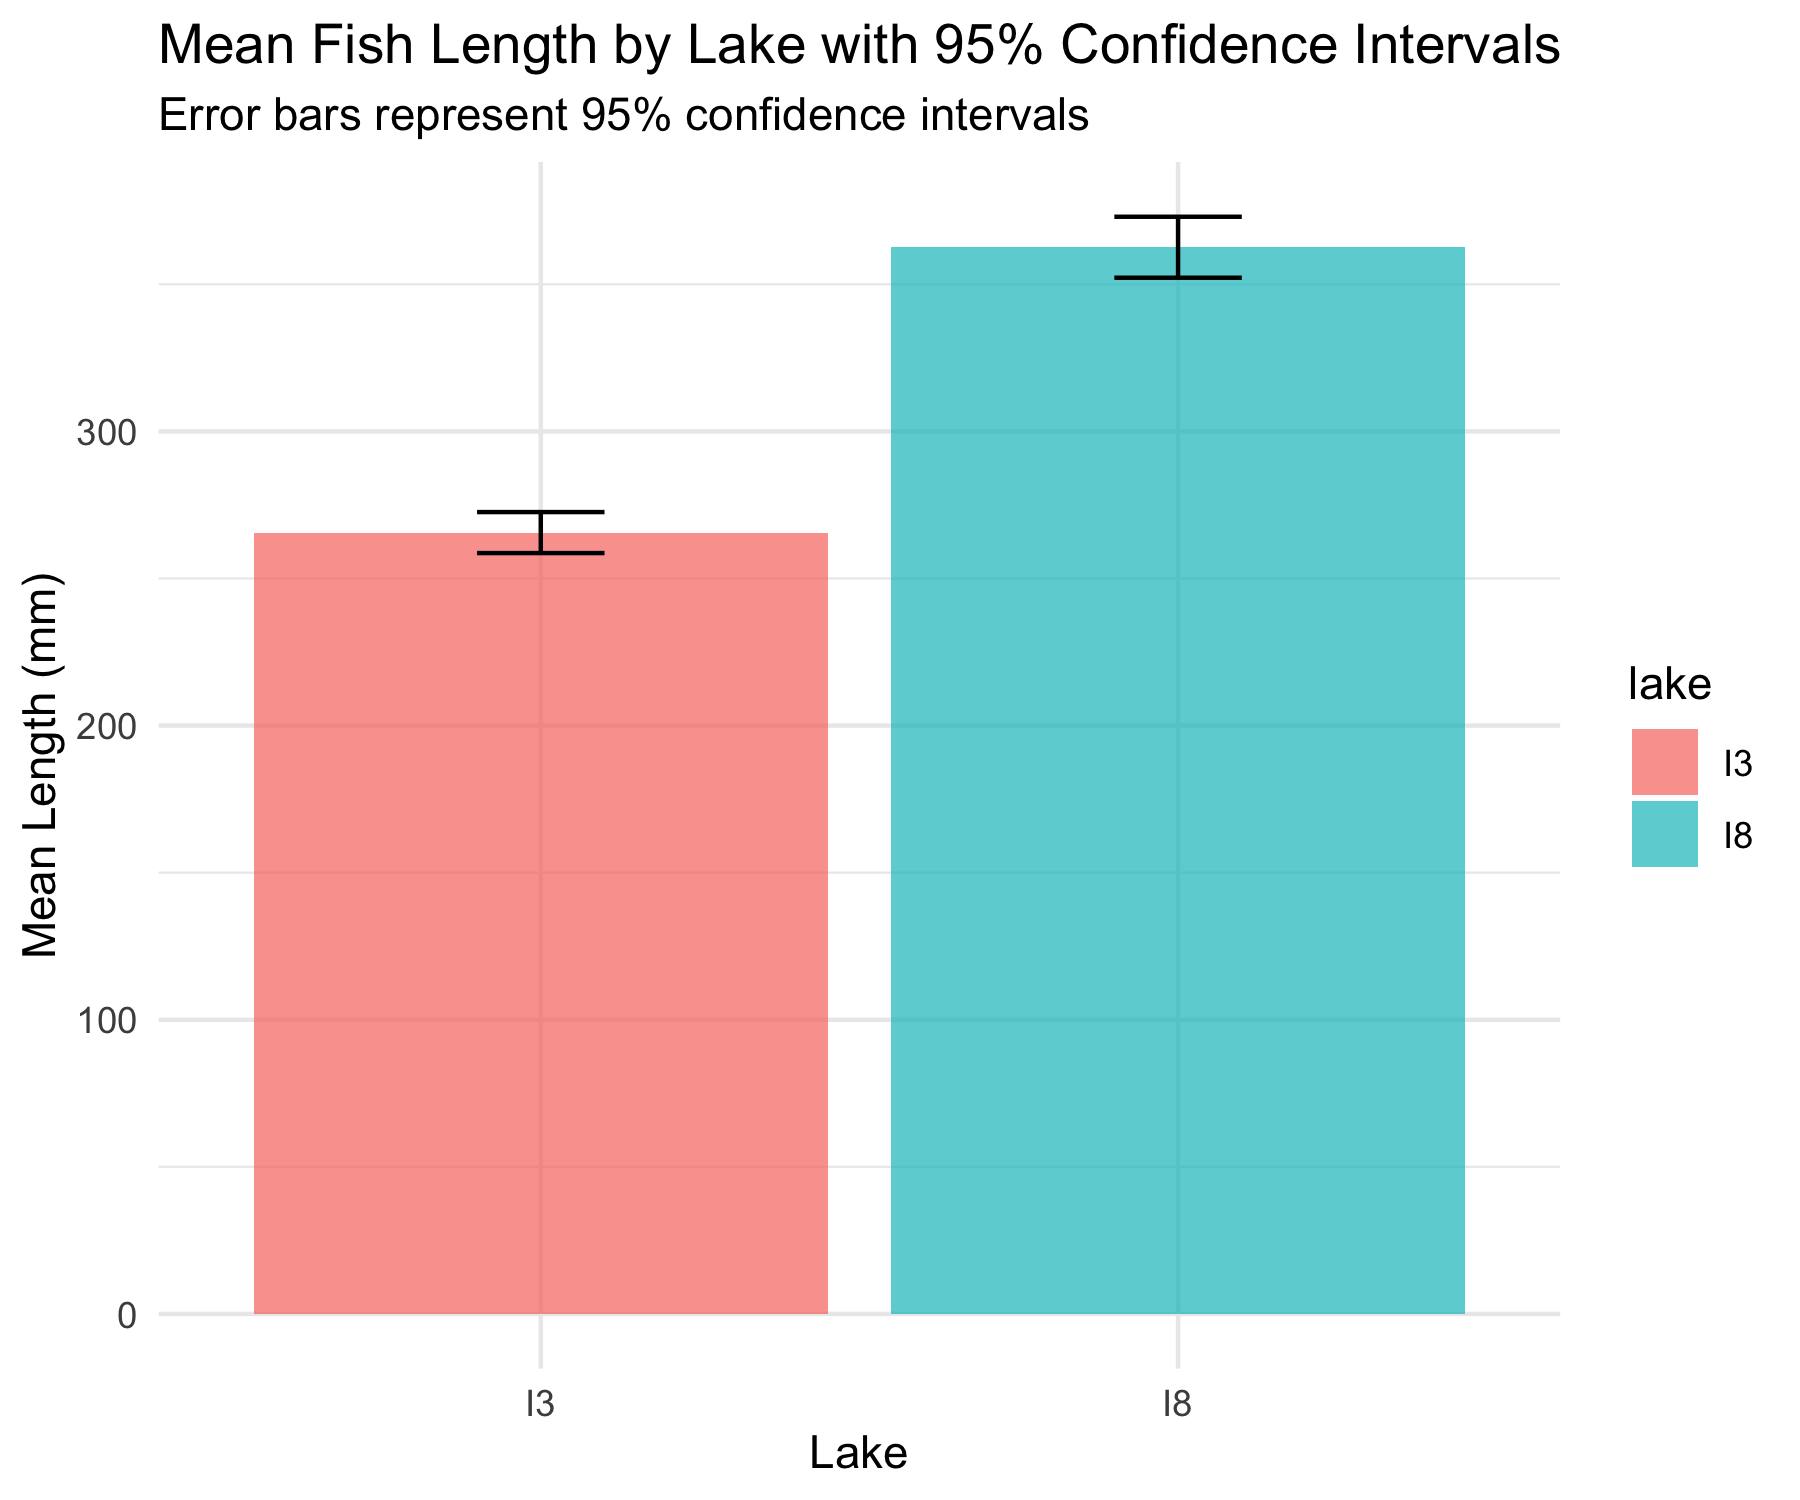 Mean Fish Length by Lake with 95% Confidence Intervals
Error bars represent 95% confidence intervals
Mean Length (mm)
300
200
100
0
I3
I8
Lake
lake
I3
I8